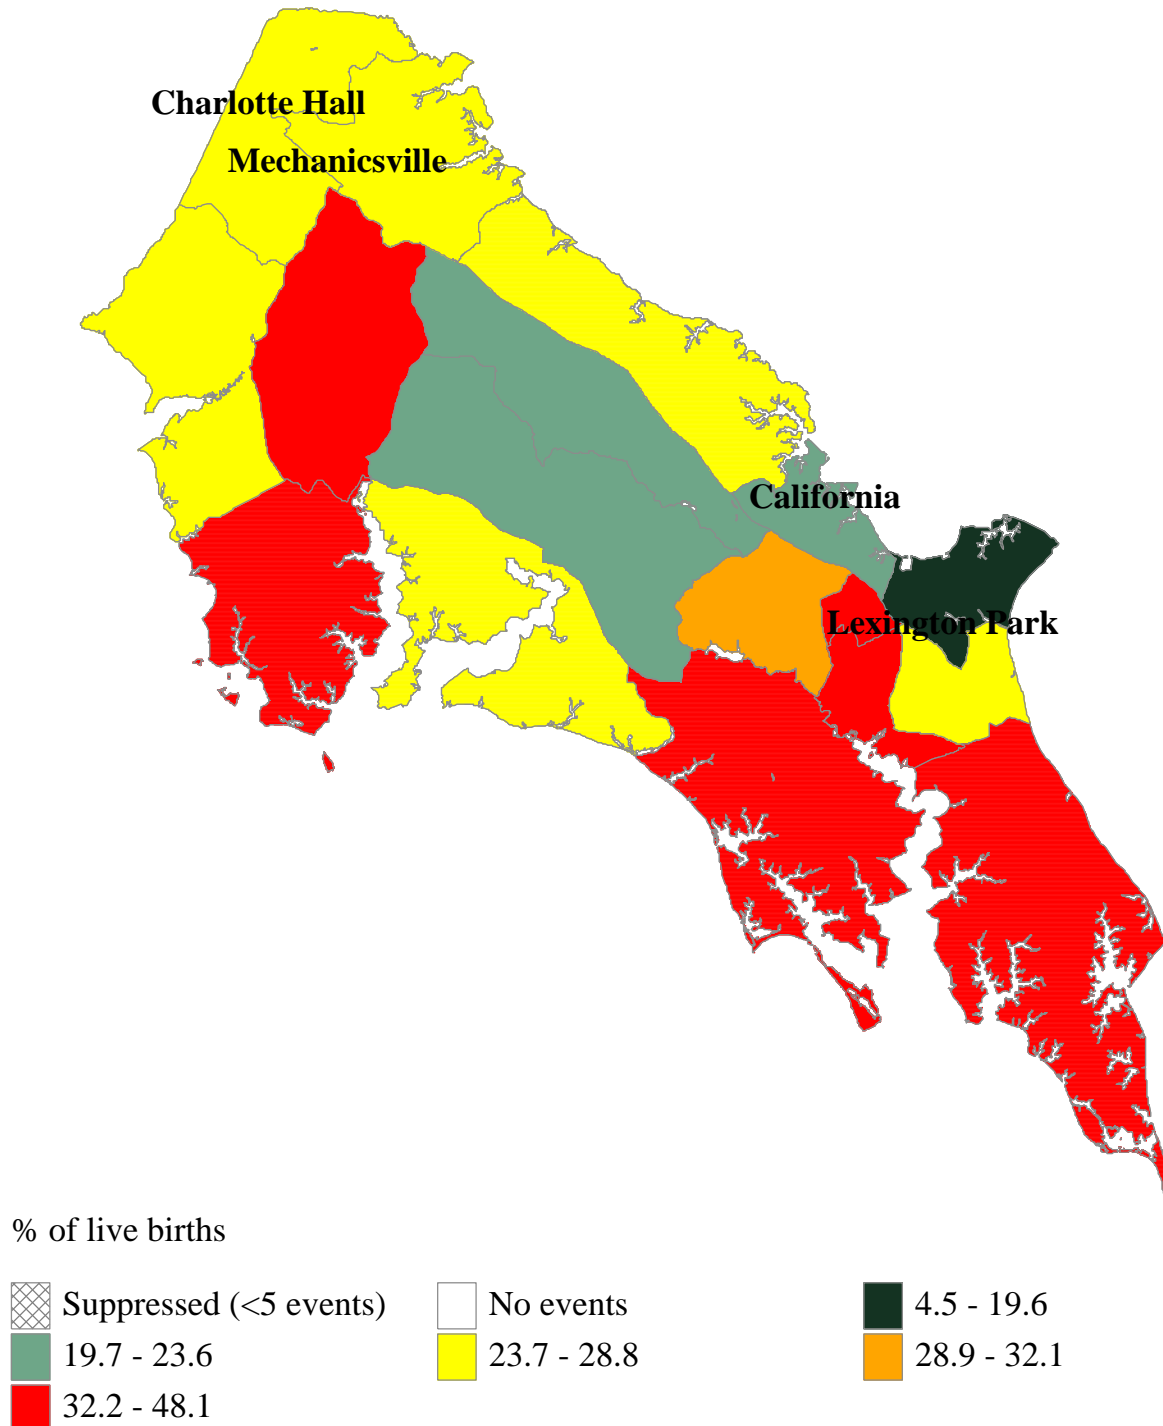 Charlotte Hall
Mechanicsville
California
Lexington Park
% of live births
Suppressed (<5 events) No events 4.5 - 19.6
19.7 - 23.6 23.7 - 28.8 28.9 - 32.1
32.2 - 48.1